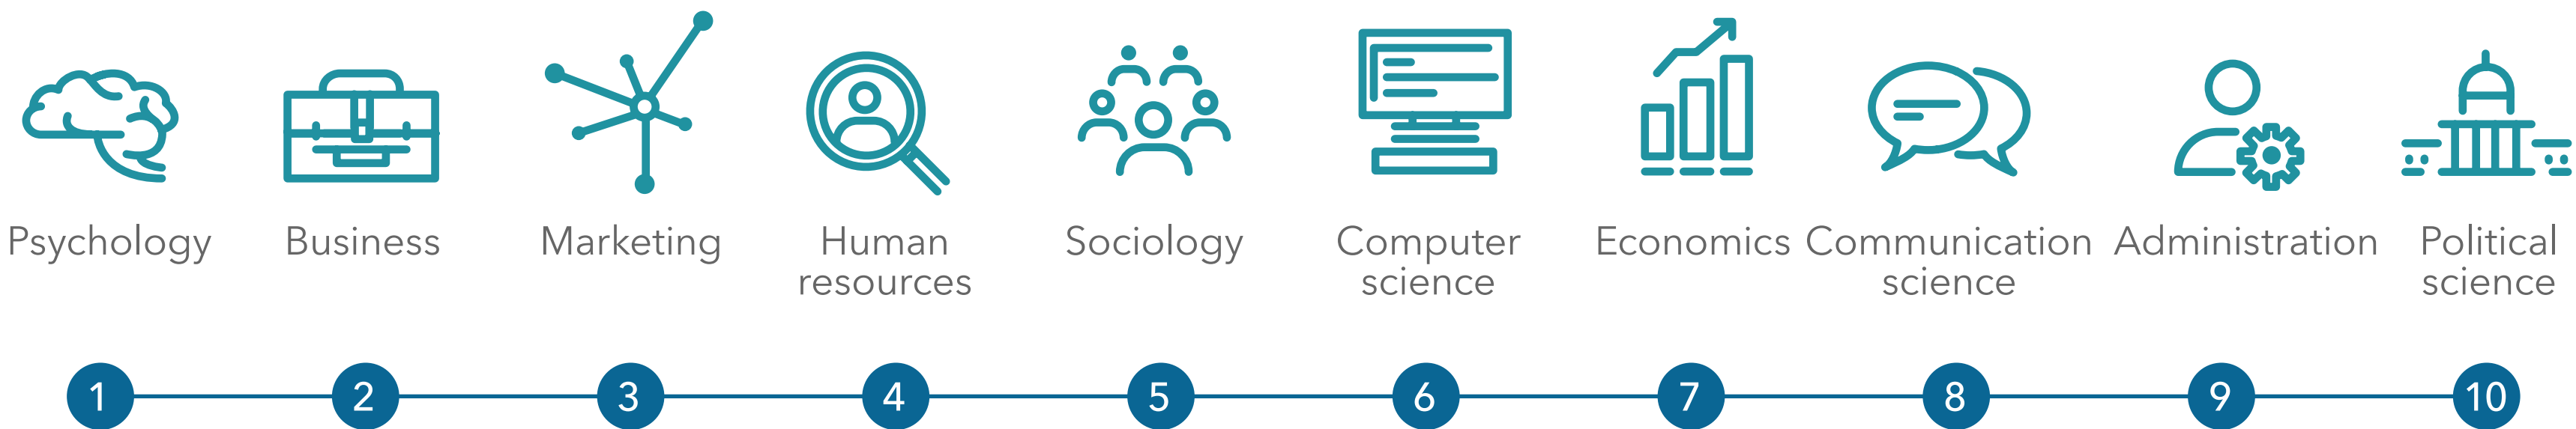 Psychology
Business
Marketing
Human
resources
Sociology
Computer
science
Economics
Communication
science
Administration
Political
science
1
2
3
4
5
6
7
8
9
10